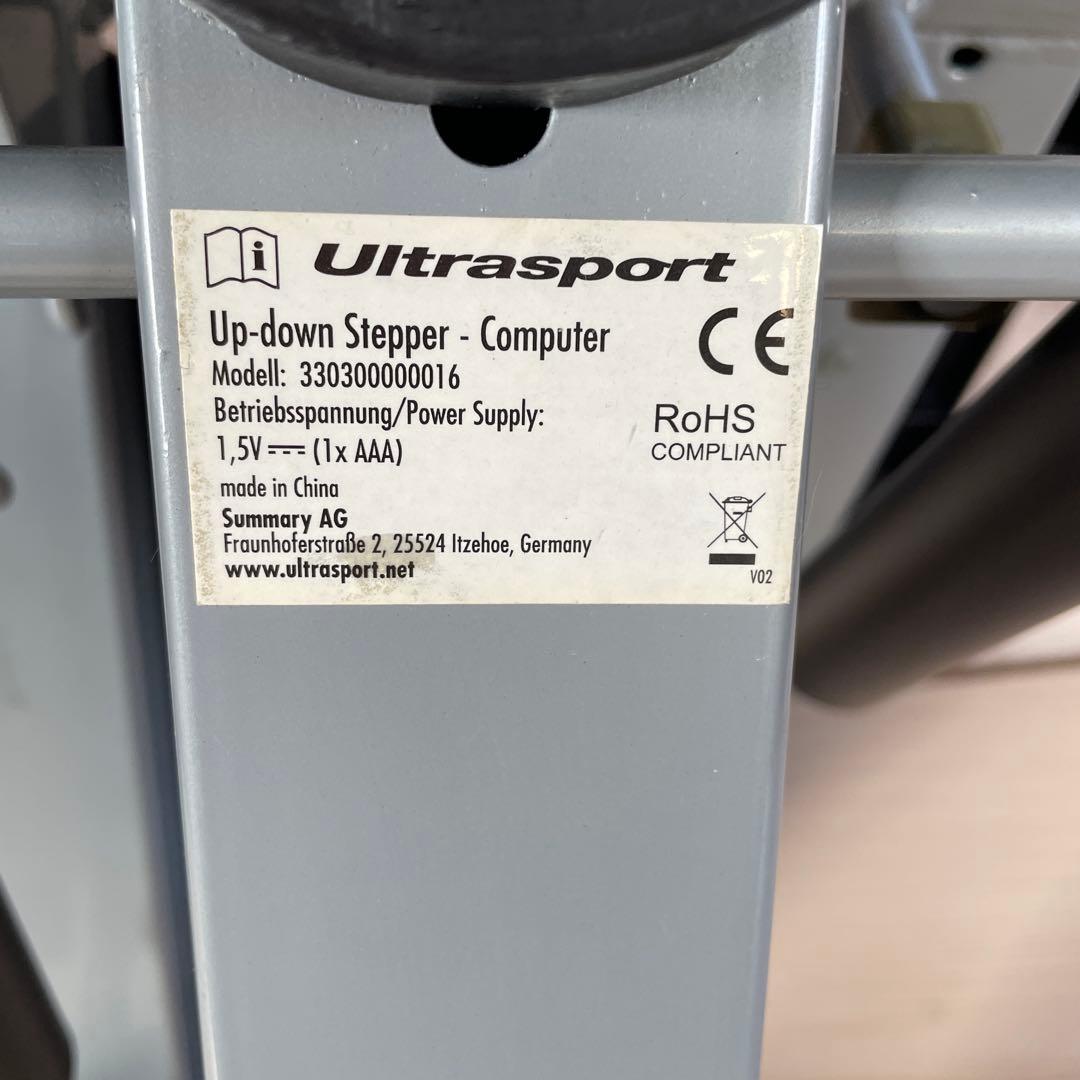 i Ultrasport
Up-down Stepper - Computer
CE
Modell: 330300000016
Betriebsspannung/Power Supply:
RoHS
COMPLIANT
1,5V (1x AAA)
made in China
Summary AG
Fraunhoferstraße 2, 25524 Itzehoe, Germany
www.ultrasport.net
V02